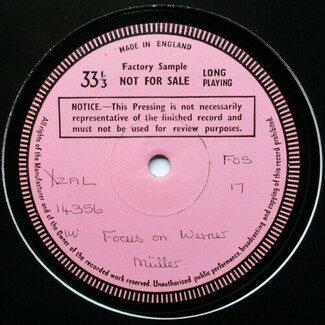 MADE IN ENGLAND
Factory Sample
33⅓ NOT FOR SALE LONG PLAYING
NOTICE.—This Pressing is not necessarily
representative of the finished record and
must not be used for review purposes.
XZAL
14356
1W
FOS
17
Focus on Werner
Müller
All rights of the Manufacturer and of the Owner of the recorded work reserved. Unauthorised public performance, broadcasting and copying of this record prohibited.